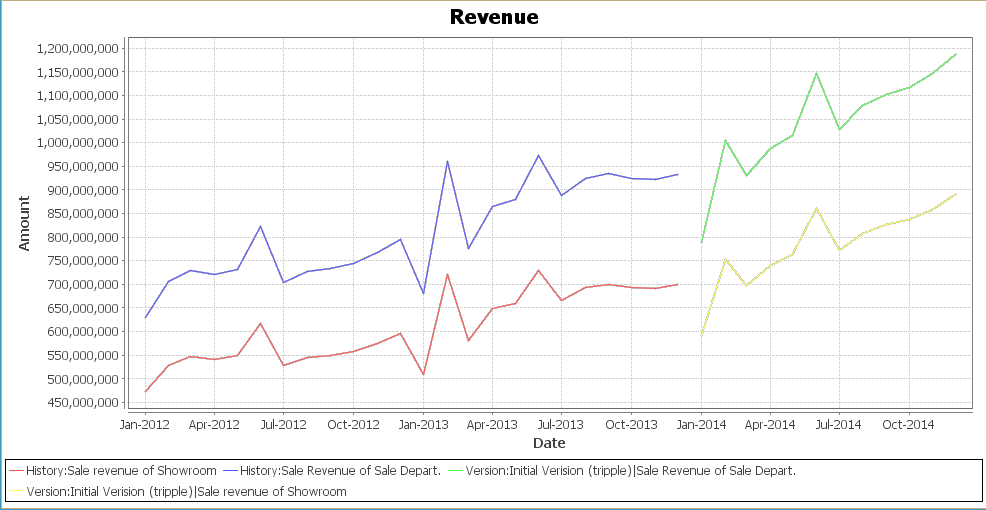 Revenue
1,200,000,000
1,150,000,000
1,100,000,000
1,050,000,000
1,000,000,000
950,000,000
900,000,000
850,000,000
800,000,000
750,000,000
700,000,000
650,000,000
600,000,000
550,000,000
500,000,000
450,000,000
Amount
Jan-2012 Apr-2012 Jul-2012 Oct-2012 Jan-2013 Apr-2013 Jul-2013 Oct-2013 Jan-2014 Apr-2014 Jul-2014 Oct-2014
Date
History:Sale revenue of Showroom History:Sale Revenue of Sale Depart. Version:Initial Verision (tripple)|Sale Revenue of Sale Depart.
Version:Initial Verision (tripple)|Sale revenue of Showroom